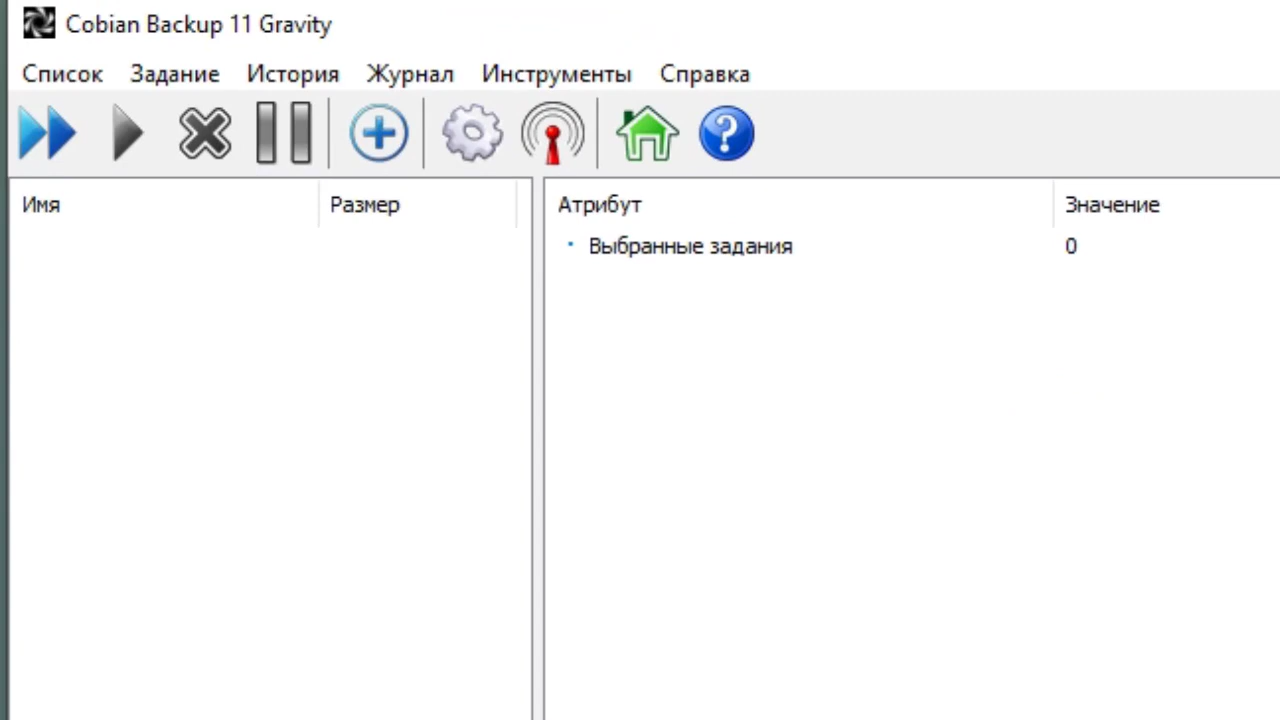 Cobian Backup 11 Gravity
Список Задание История Журнал Инструменты Справка
Имя Размер Атрибут Значение
Выбранные задания 0